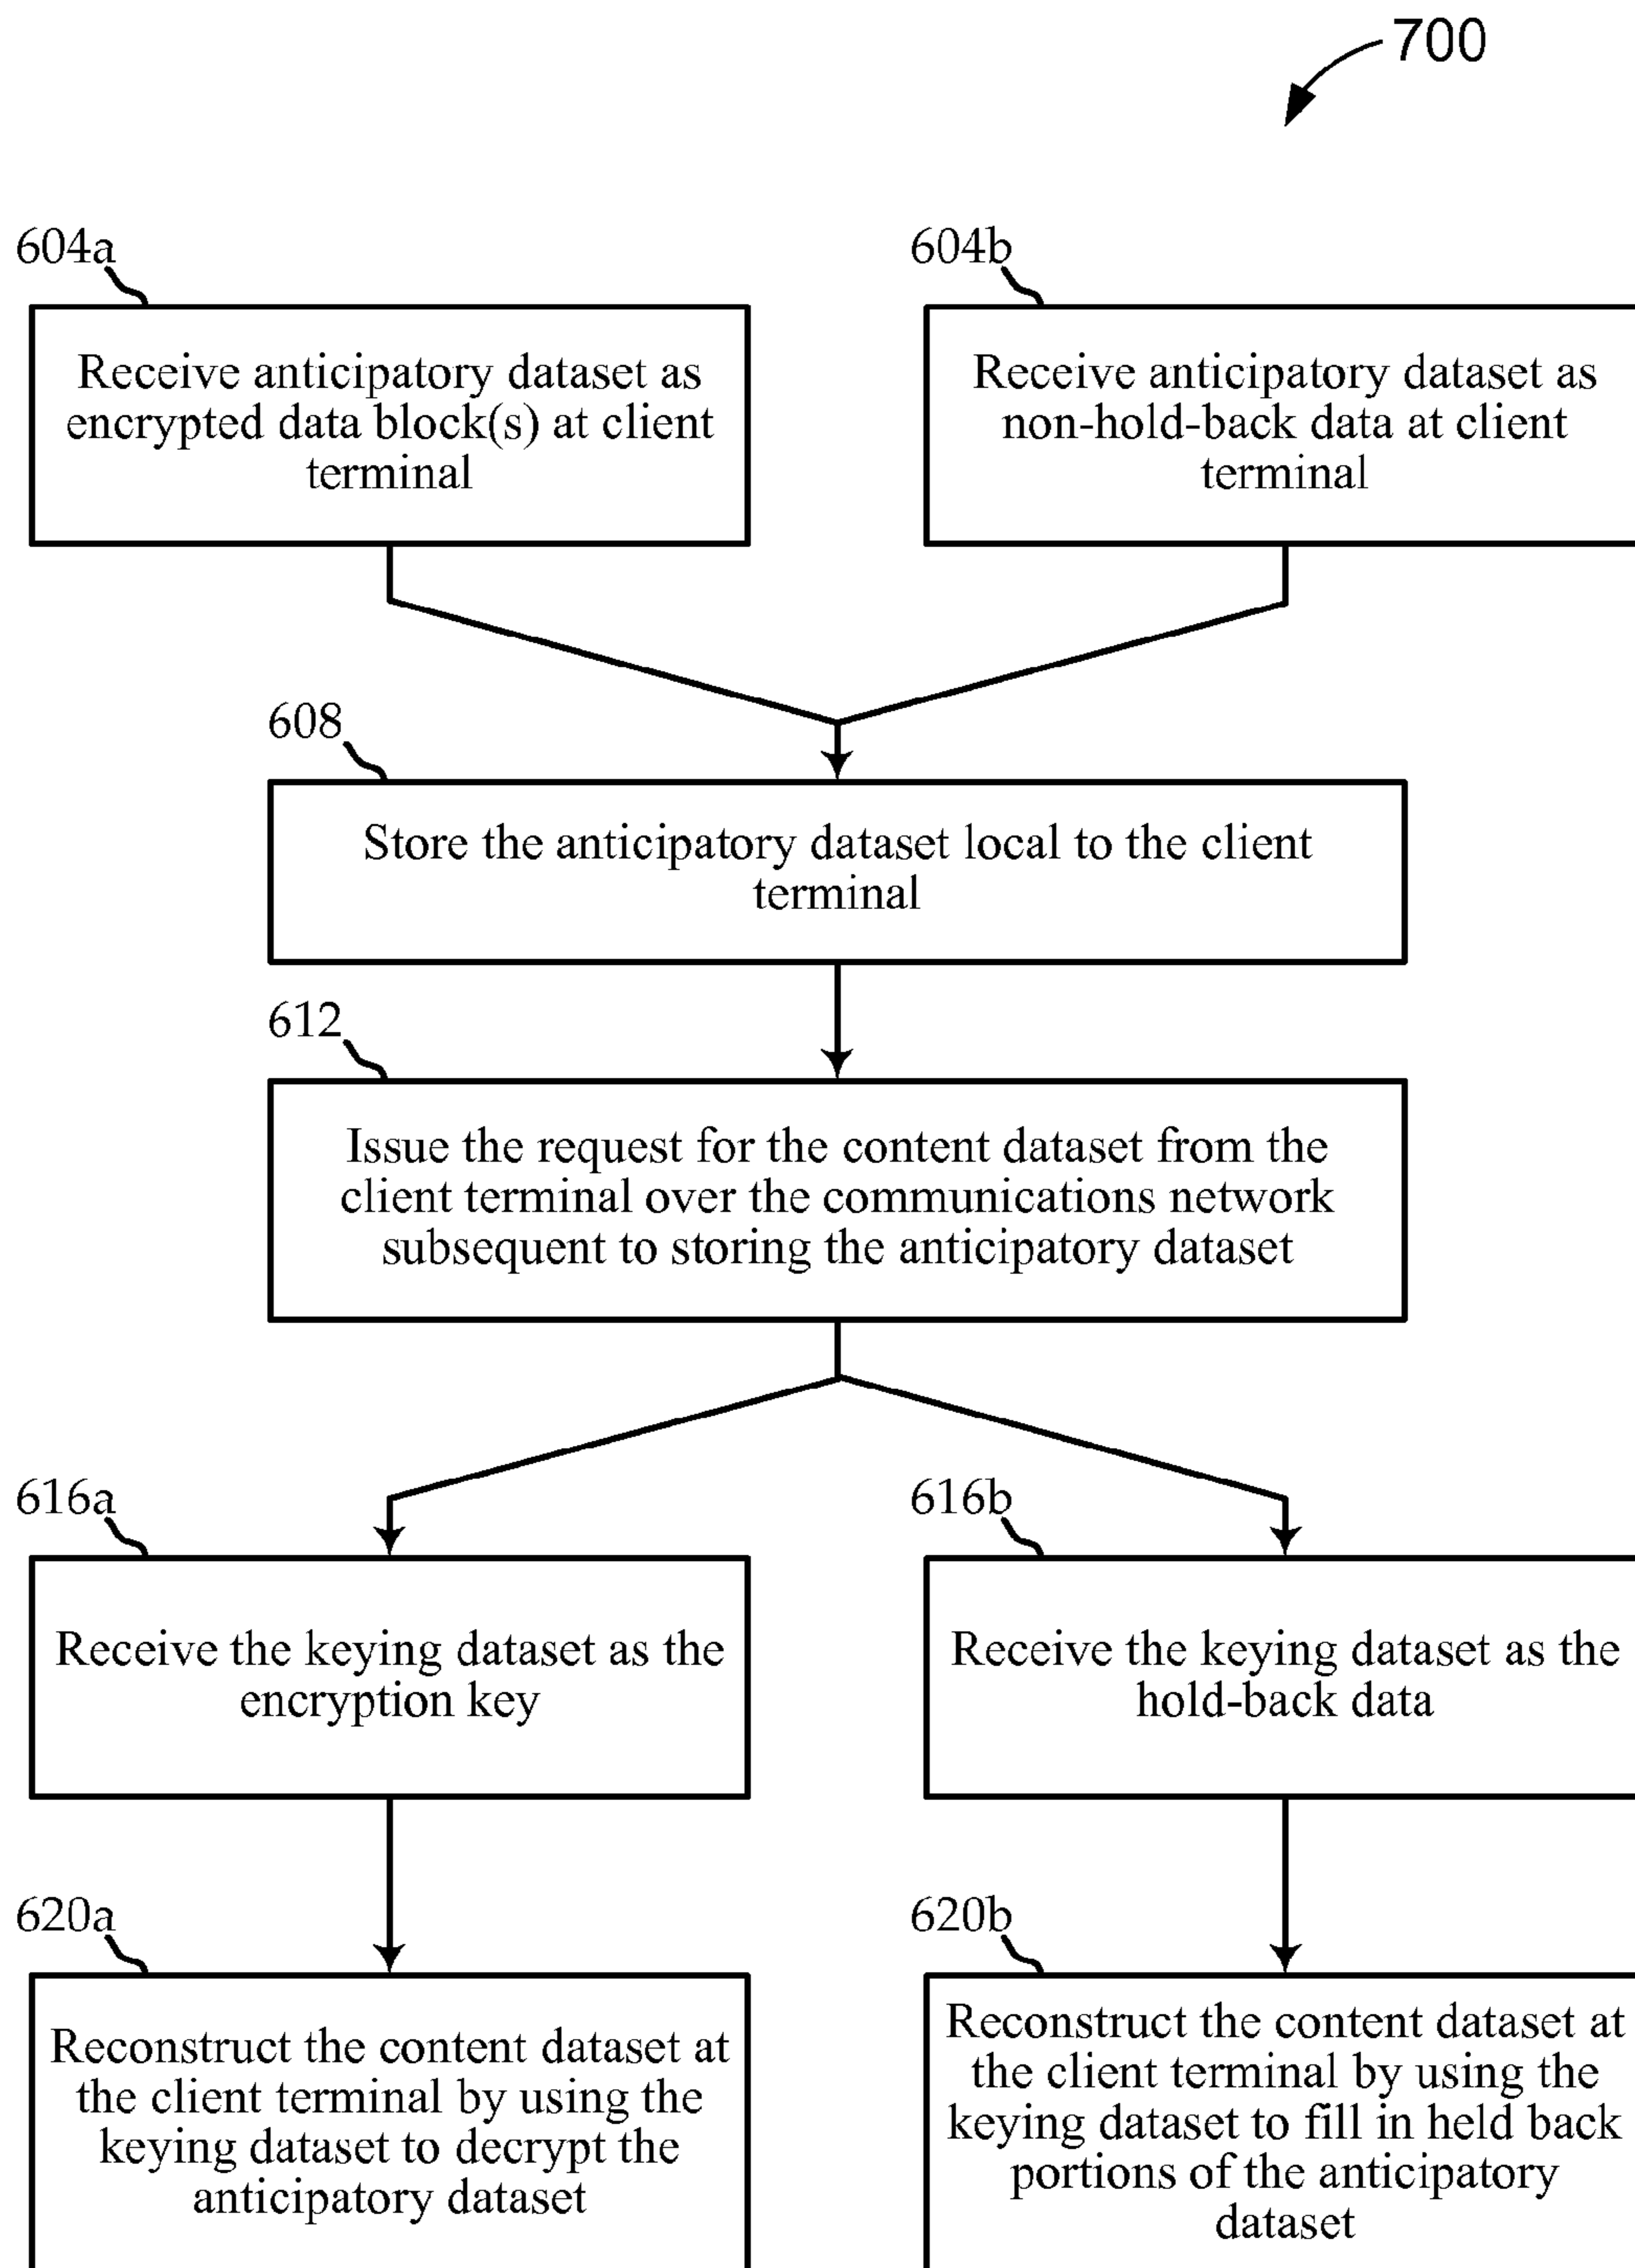 700
604a
Receive anticipatory dataset as
encrypted data block(s) at client
terminal
604b
Receive anticipatory dataset as
non-hold-back data at client
terminal
608
Store the anticipatory dataset local to the client
terminal
612
Issue the request for the content dataset from the
client terminal over the communications network
subsequent to storing the anticipatory dataset
616a
Receive the keying dataset as the
encryption key
616b
Receive the keying dataset as the
hold-back data
620a
Reconstruct the content dataset at
the client terminal by using the
keying dataset to decrypt the
anticipatory dataset
620b
Reconstruct the content dataset at
the client terminal by using the
keying dataset to fill in held back
portions of the anticipatory
dataset